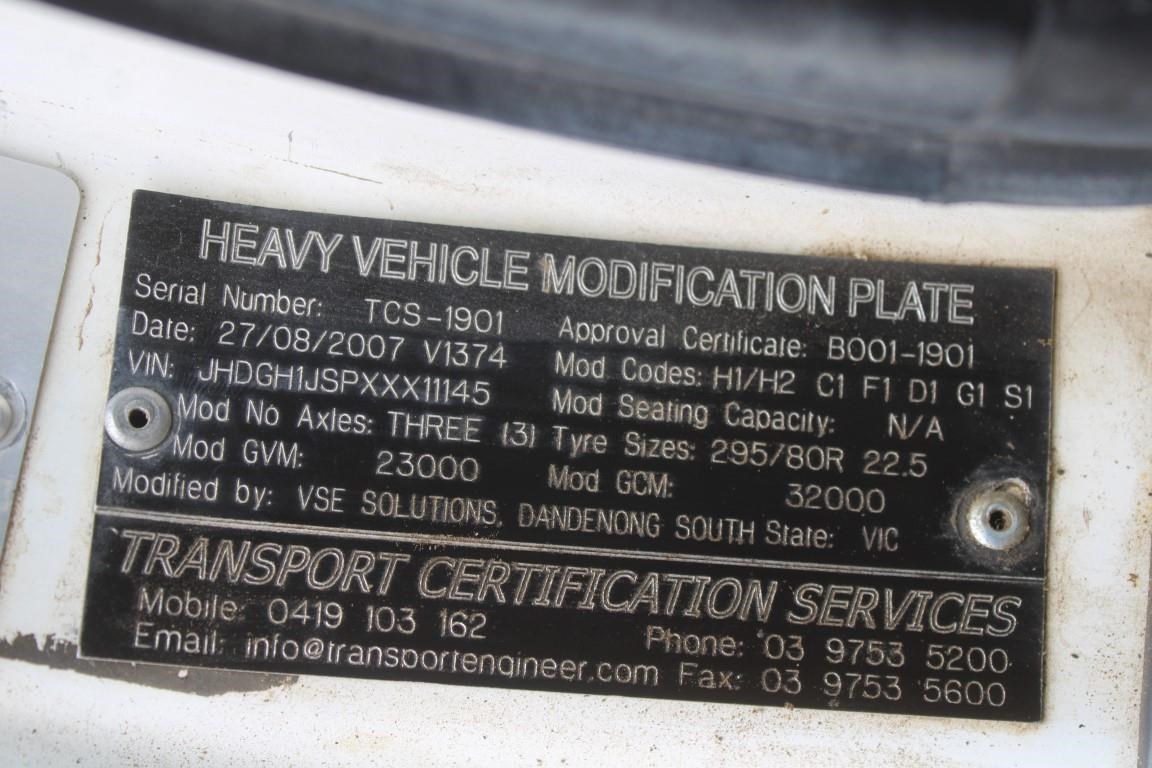 HEAVY VEHICLE MODIFICATION PLATE
Serial Number: TCS-1901 Approval Certificate: B001-1901
Date: 27/08/2007 V1374 Mod Codes: H1/H2 C1 F1 D1 G1 S1
VIN: JHDGH1JSPXXX11145 Mod Seating Capacity: N/A
Mod No Axles: THREE (3) Tyre Sizes: 295/80R 22.5
Mod GVM: 23000 Mod GCM: 32000
Modified by: VSE SOLUTIONS, DANDENONG SOUTH State: VIC
TRANSPORT CERTIFICATION SERVICES
Mobile: 0419 103 162 Phone: 03 9753 5200
Email: info@transportengineer.com Fax: 03 9753 5600